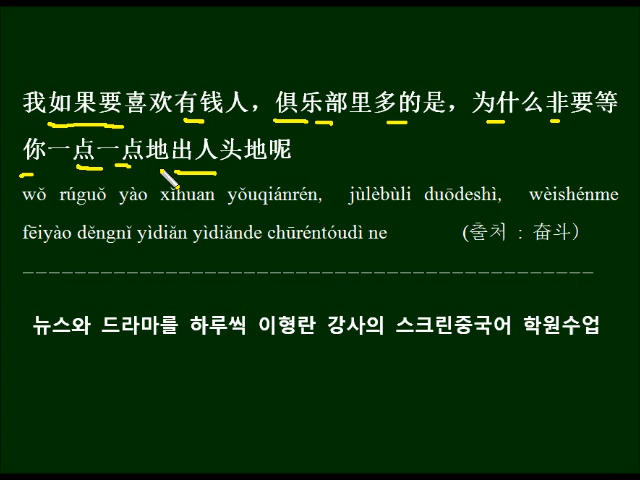 我如果要喜欢有钱人，俱乐部里多的是，为什么非要等
你一点一点地出人头地呢
wǒ rúguǒ yào xǐhuan yǒuqiánrén, jùlèbùli duōdeshì, wèishénme
fēiyào děngnǐ yìdiǎn yìdiǎnde chūréntóudì ne (출처 : 奋斗)
뉴스와 드라마를 하루씩 이형란 강사의 스크린중국어 학원수업